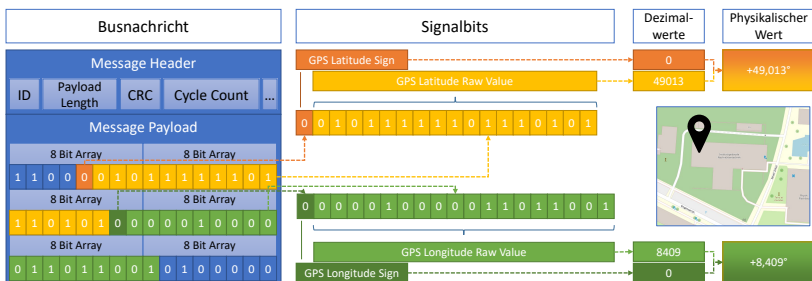 Busnachricht
Message Header
ID Payload Length CRC Cycle Count ...
Message Payload
8 Bit Array 8 Bit Array
1 1 0 0 0 0 1 0 1 1 1 1 1 1 0 1
8 Bit Array 8 Bit Array
1 1 0 1 0 1 0 0 0 0 0 1 0 0 0 0
8 Bit Array 8 Bit Array
0 1 1 0 1 1 0 0 1 0 1 0 0 0 0 0
Signalbits
GPS Latitude Sign
GPS Latitude Raw Value
0 0 1 0 1 1 1 1 1 1 0 1 1 1 0 1 0 1
0 0 0 0 0 1 0 0 0 0 0 1 1 0 1 1 0 0 1
GPS Longitude Raw Value
GPS Longitude Sign
Dezimal-
werte
0
49013
8409
0
Physikalischer
Wert
+49,013°
+8,409°